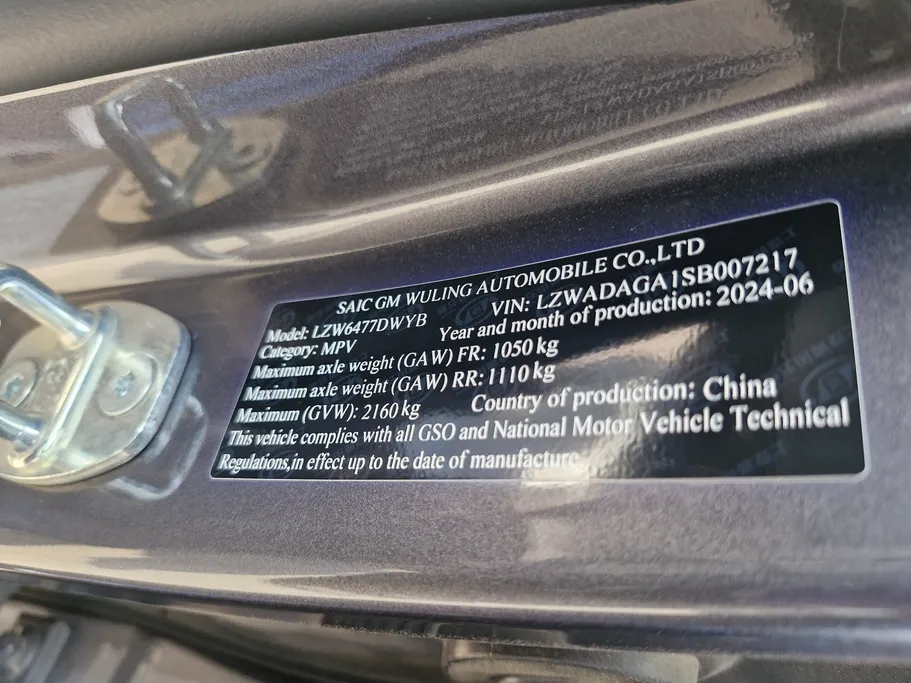 SAIC GM WULING AUTOMOBILE CO.,LTD
Model: LZW6477DWYB VIN: LZWADAGA1SB007217
Category: MPV Year and month of production: 2024-06
Maximum axle weight (GAW) FR: 1050 kg
Maximum axle weight (GAW) RR: 1110 kg
Maximum (GVW): 2160 kg Country of production: China
This vehicle complies with all GSO and National Motor Vehicle Technical
Regulations,in effect up to the date of manufacture